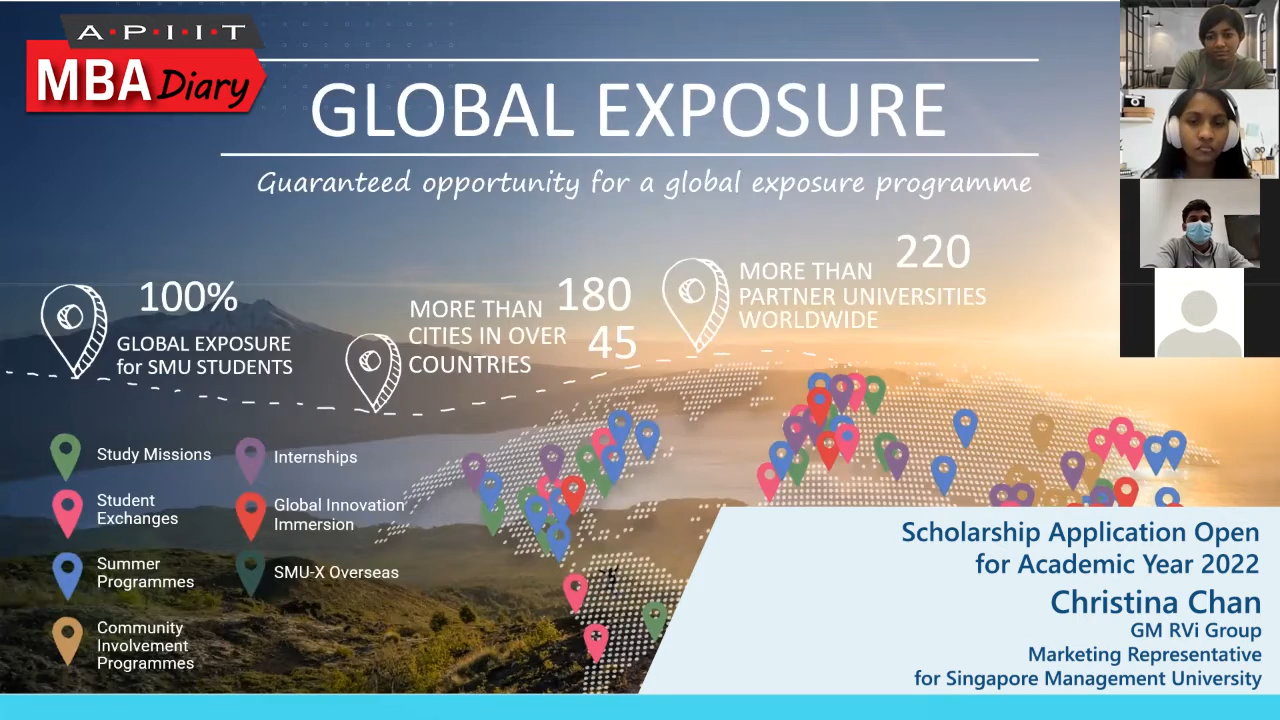 A·P·I·I·T
MBA Diary
GLOBAL EXPOSURE
Guaranteed opportunity for a global exposure programme
100%
GLOBAL EXPOSURE
for SMU STUDENTS
MORE THAN 180
CITIES IN OVER 45
COUNTRIES
MORE THAN 220
PARTNER UNIVERSITIES
WORLDWIDE
Study Missions
Student
Exchanges
Summer
Programmes
Community
Involvement
Programmes
Internships
Global Innovation
Immersion
SMU-X Overseas
Scholarship Application Open
for Academic Year 2022
Christina Chan
GM RVi Group
Marketing Representative
for Singapore Management University